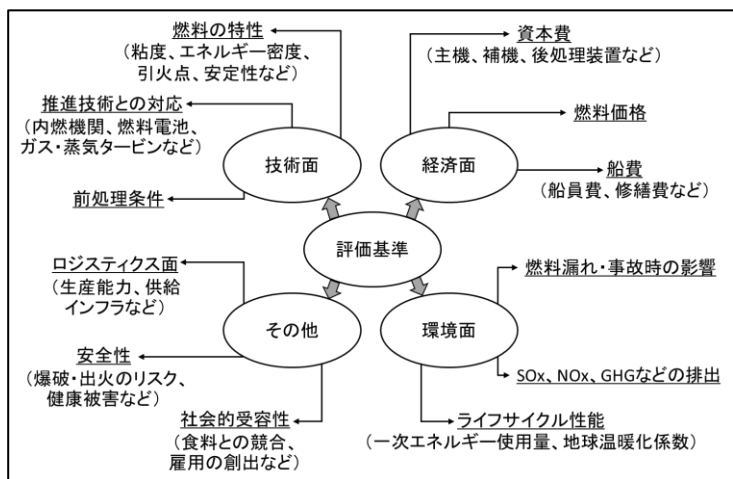 燃料の特性
(粘度、エネルギー密度、
引火点、安定性など)
推進技術との対応
(内燃機関、燃料電池、
ガス・蒸気タービンなど)
前処理条件
技術面
資本費
(主機、補機、後処理装置など)
燃料価格
船費
(船員費、修繕費など)
経済面
評価基準
ロジスティクス面
(生産能力、供給
インフラなど)
安全性
(爆破・出火のリスク、
健康被害など)
社会的受容性
(食料との競合、
雇用の創出など)
その他
環境面
燃料漏れ・事故時の影響
SOx、NOx、GHGなどの排出
ライフサイクル性能
(一次エネルギー使用量、地球温暖化係数)